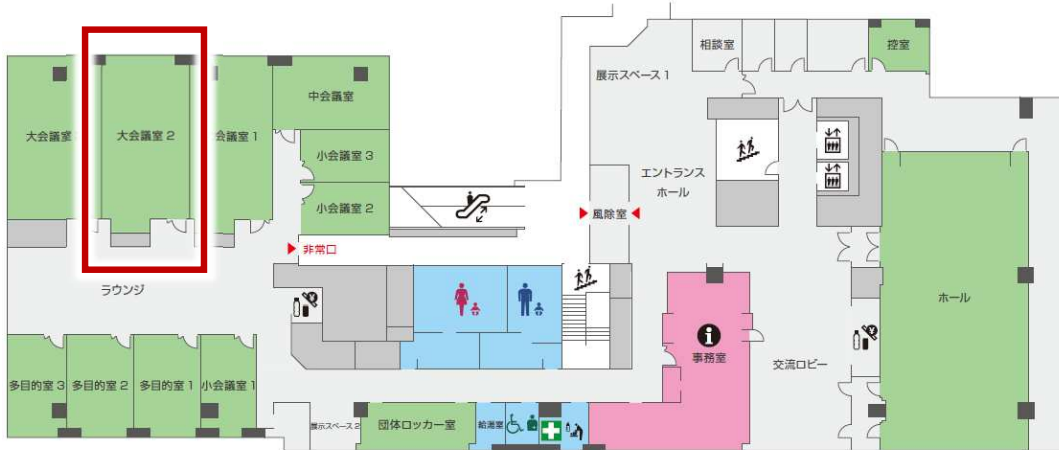 相談室
控室
展示スペース1
中会議室
大会議室
大会議室 2
会議室 1
小会議室 3
エントランス
ホール
小会議室 2
風除室
非常口
ラウンジ
ホール
i
事務室
交流ロビー
多目的室 3
多目的室 2
多目的室 1
小会議室 1
展示スペース2
団体ロッカー室
給湯室